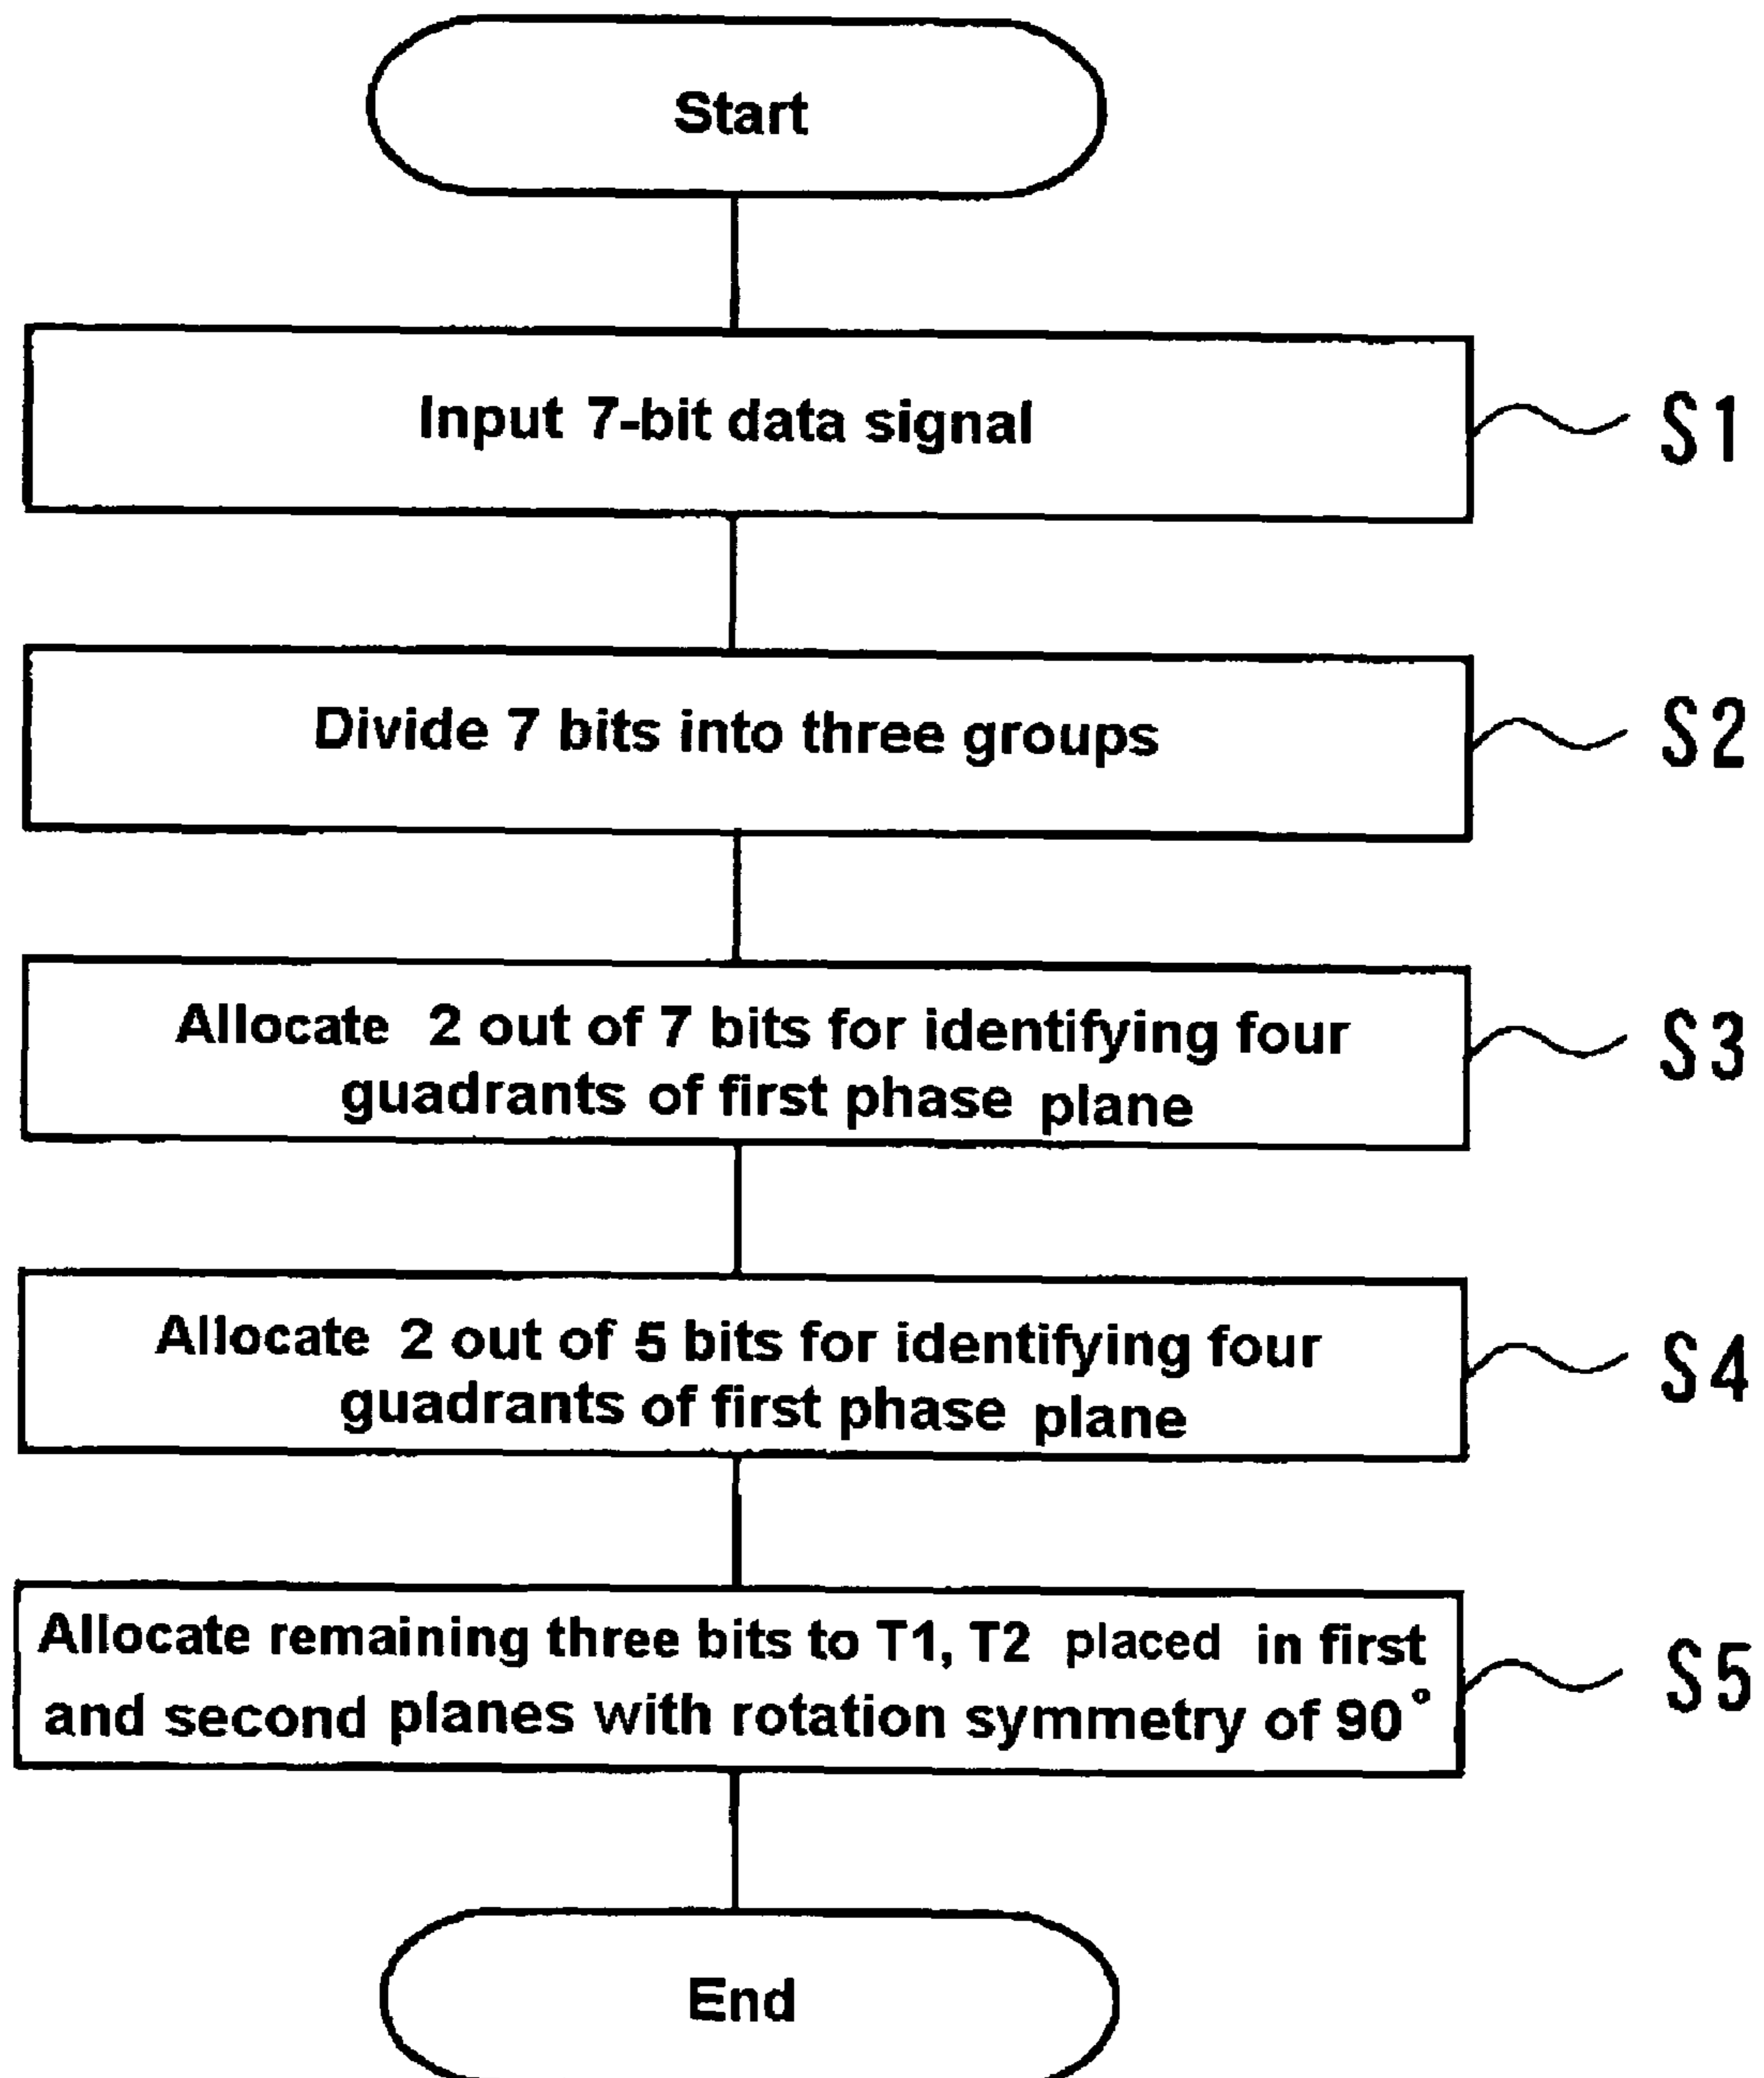 Start
Input 7-bit data signal
S1
Divide 7 bits into three groups
S2
Allocate 2 out of 7 bits for identifying four
guadrants of first phase plane
S3
Allocate 2 out of 5 bits for identifying four
guadrants of first phase plane
S4
Allocate remaining three bits to T1, T2 placed in first
and second planes with rotation symmetry of 90°
S5
End